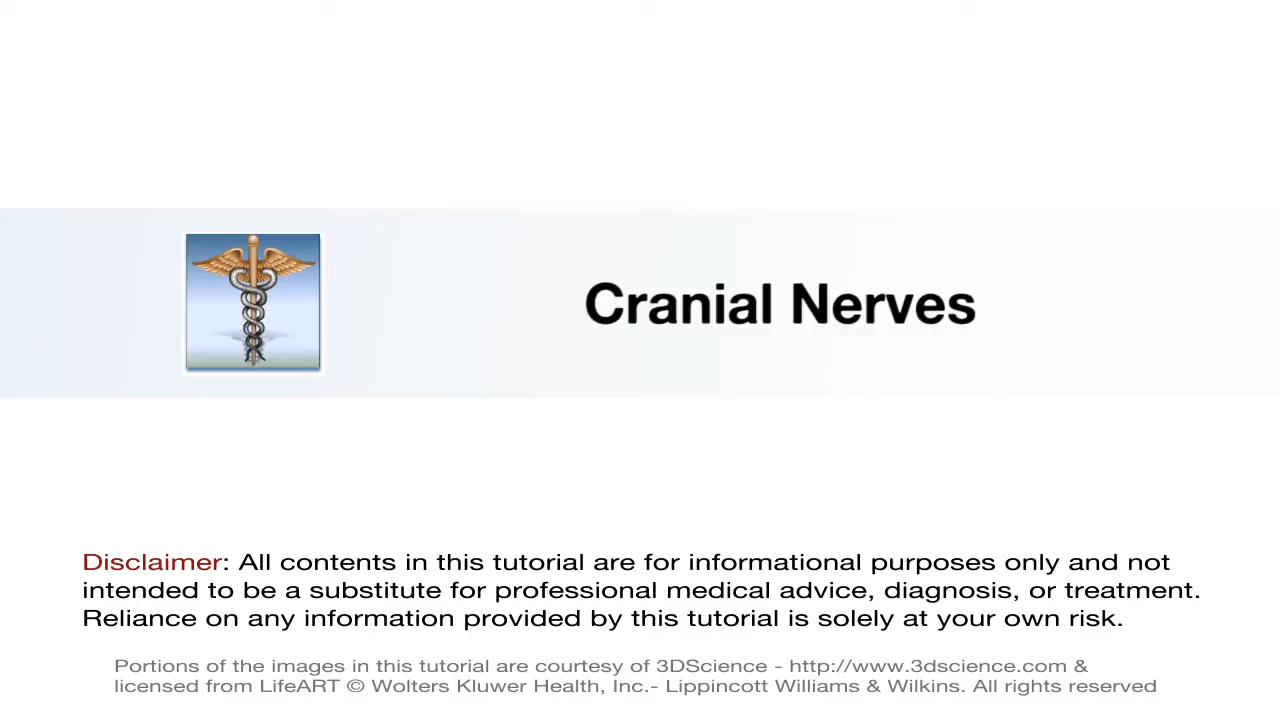 Cranial Nerves
Disclaimer: All contents in this tutorial are for informational purposes only and not
intended to be a substitute for professional medical advice, diagnosis, or treatment.
Reliance on any information provided by this tutorial is solely at your own risk.
Portions of the images in this tutorial are courtesy of 3DScience - http://www.3dscience.com &
licensed from LifeART © Wolters Kluwer Health, Inc.- Lippincott Williams & Wilkins. All rights reserved